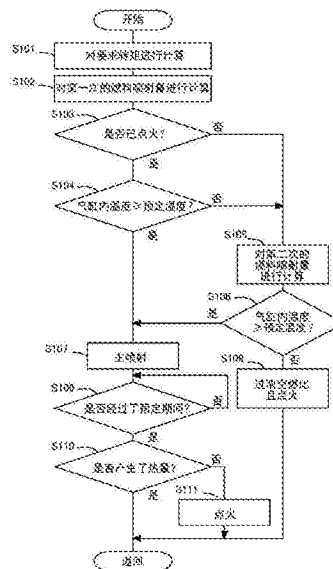 开始
S101
对要求转矩进行计算
S102
对第一次的燃料喷射量进行计算
S103
是否已点火?
否
是
S104
气缸内温度≥预定温度?
否
是
S105
对第二次的
燃料喷射量
进行计算
S106
气缸内温度
≥预定温度?
是
否
S107
主喷射
S108
过浓空燃比
且点火
S109
是否经过了预定期间?
否
是
S110
是否产生了热量?
否
是
S111
点火
返回